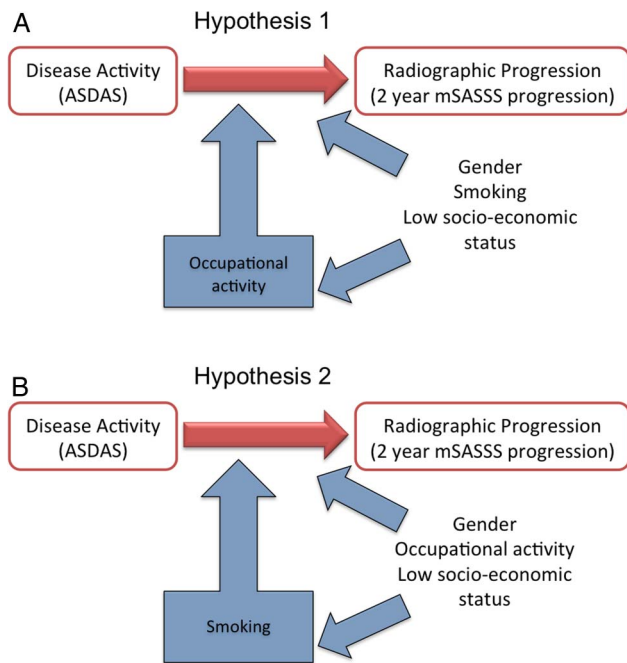 A
Hypothesis 1
Disease Activity
(ASDAS)
Radiographic Progression
(2 year mSASSS progression)
Gender
Smoking
Low socio-economic
status
Occupational
activity
B
Hypothesis 2
Disease Activity
(ASDAS)
Radiographic Progression
(2 year mSASSS progression)
Gender
Occupational activity
Low socio-economic
status
Smoking